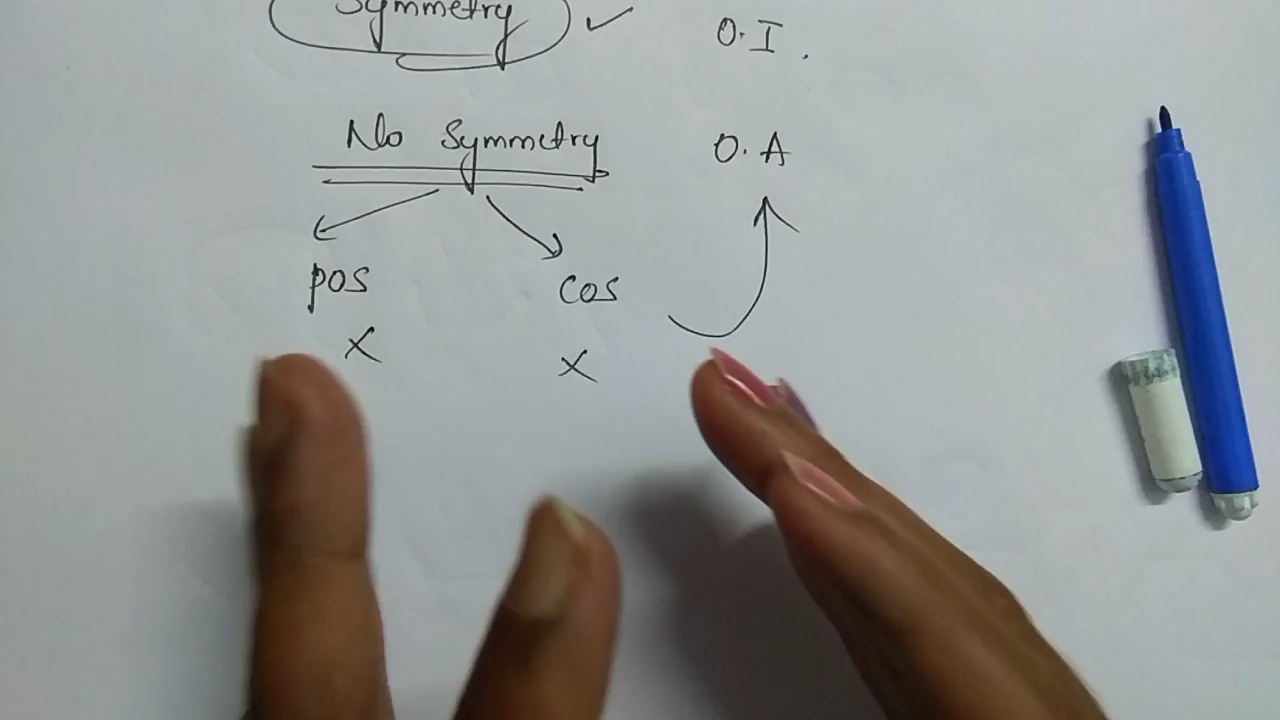 Symmetry ✓ O.I.
No Symmetry O.A
pos cos
x x